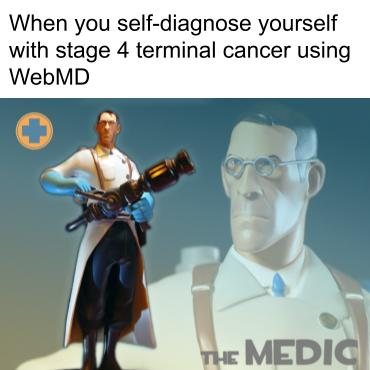 When you self-diagnose yourself
with stage 4 terminal cancer using
WebMD
THE MEDIC